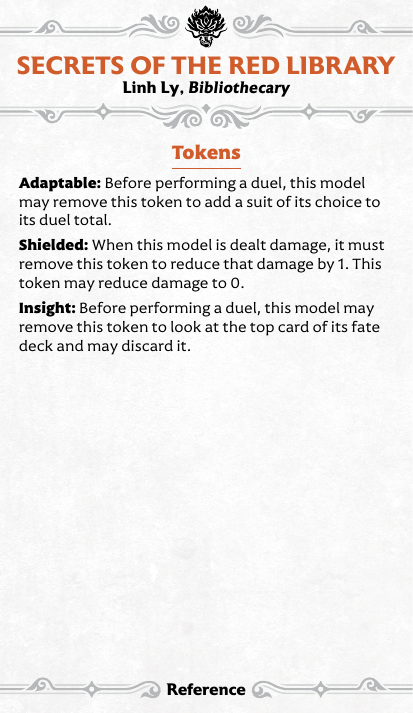 SECRETS OF THE RED LIBRARY
Linh Ly, Bibliothecary
Tokens
Adaptable: Before performing a duel, this model
may remove this token to add a suit of its choice to
its duel total.
Shielded: When this model is dealt damage, it must
remove this token to reduce that damage by 1. This
token may reduce damage to 0.
Insight: Before performing a duel, this model may
remove this token to look at the top card of its fate
deck and may discard it.
Reference